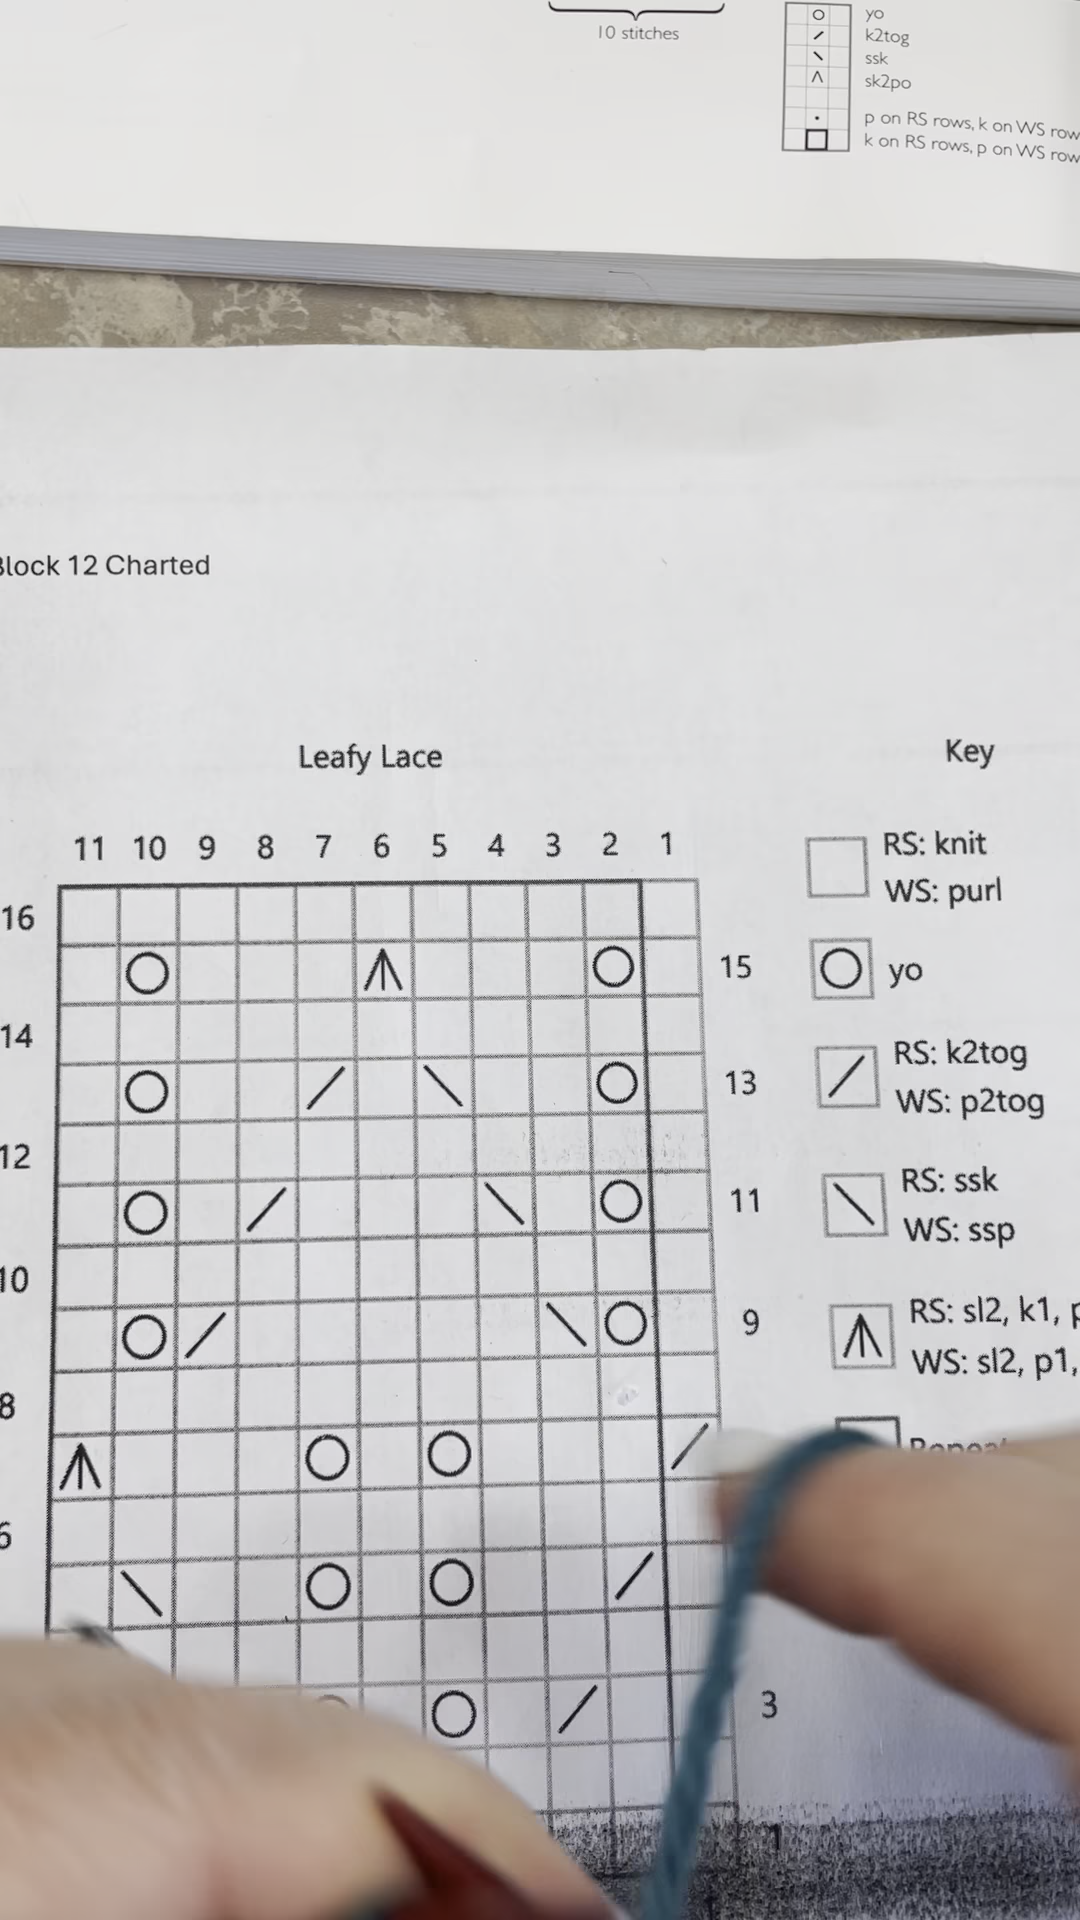 10 stitches
yo
k2tog
ssk
sk2po
p on RS rows, k on WS
k on RS rows, p on WS
Block 12 Charted
Leafy Lace
Key
11 10 9 8 7 6 5 4 3 2 1
16
15
14
13
12
11
10
9
8
6
3
1
RS: knit
WS: purl
yo
RS: k2tog
WS: p2tog
RS: ssk
WS: ssp
RS: sl2, k1,
WS: sl2, p1,